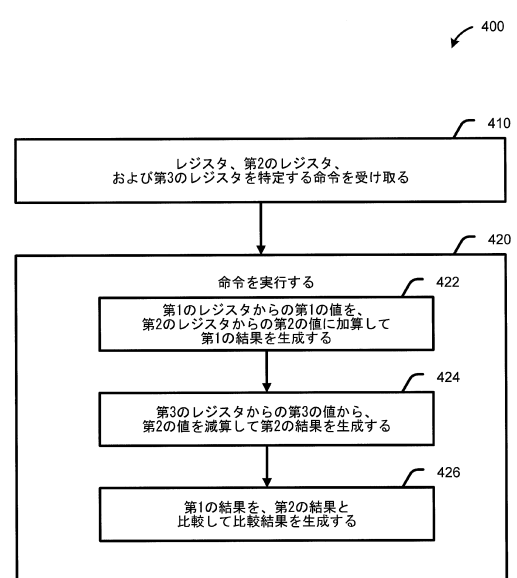 400
410
レジスタ、第2のレジスタ、
および第3のレジスタを特定する命令を受け取る
420
命令を実行する
422
第1のレジスタからの第1の値を、
第2のレジスタからの第2の値に加算して
第1の結果を生成する
424
第3のレジスタからの第3の値から、
第2の値を減算して第2の結果を生成する
426
第1の結果を、第2の結果と
比較して比較結果を生成する